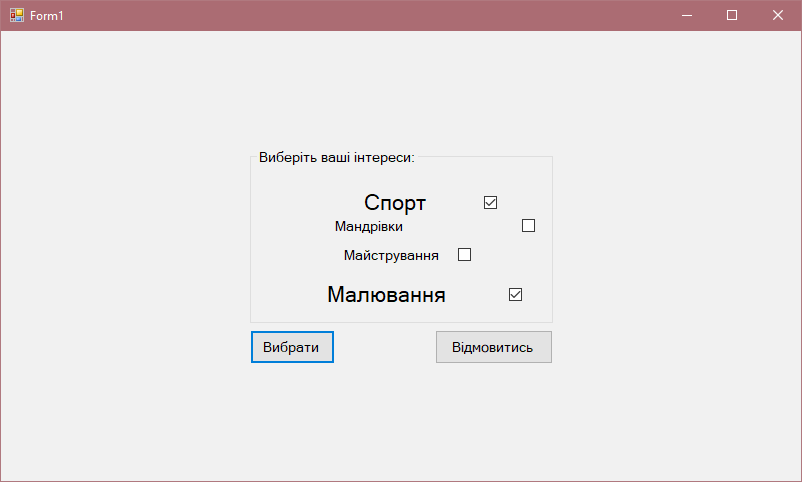 Form1
Виберіть ваші інтереси:
Спорт
Мандрівки
Майстрування
Малювання
Вибрати Відмовитись